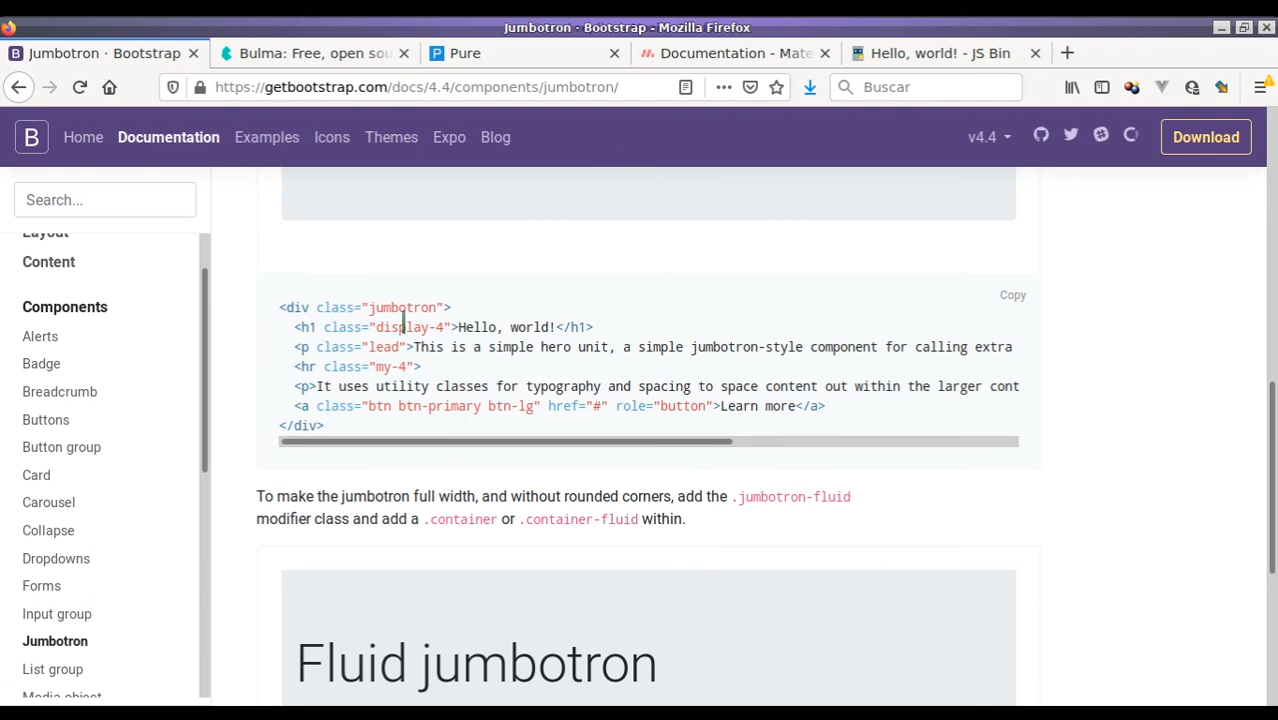 Jumbotron · Bootstrap - Mozilla Firefox
Jumbotron · Bootstrap
Bulma: Free, open sou
Pure
Documentation - Mate
Hello, world! - JS Bin
https://getbootstrap.com/docs/4.4/components/jumbotron/
Buscar
B Home Documentation Examples Icons Themes Expo Blog v4.4 Download
Search...
Layout
Content
Components
Alerts
Badge
Breadcrumb
Buttons
Button group
Card
Carousel
Collapse
Dropdowns
Forms
Input group
Jumbotron
List group
Media object
Copy
<div class="jumbotron">
<h1 class="display-4">Hello, world!</h1>
<p class="lead">This is a simple hero unit, a simple jumbotron-style component for calling extra
<hr class="my-4">
<p>It uses utility classes for typography and spacing to space content out within the larger cont
<a class="btn btn-primary btn-lg" href="#" role="button">Learn more</a>
</div>
To make the jumbotron full width, and without rounded corners, add the .jumbotron-fluid
modifier class and add a .container or .container-fluid within.
Fluid jumbotron